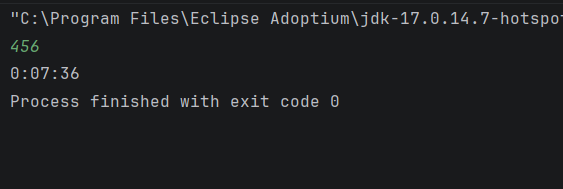 "C:\Program Files\Eclipse Adoptium\jdk-17.0.14.7-hotspot
456
0:07:36
Process finished with exit code 0